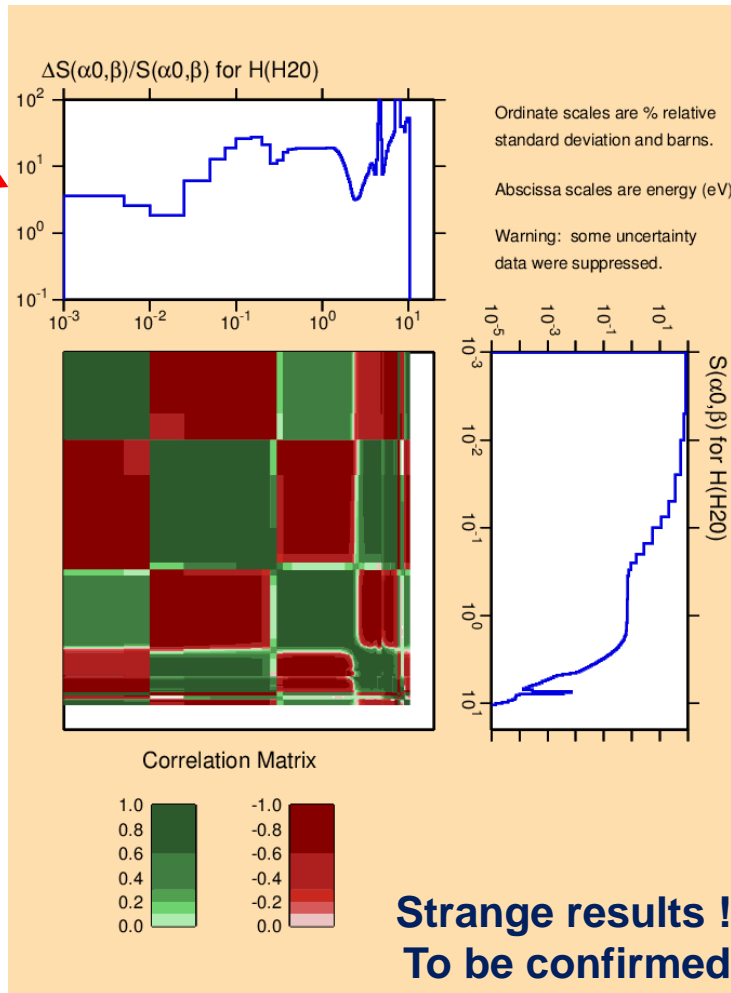 ΔS(α0,β)/S(α0,β) for H(H20)
10²
10¹
10⁰
10⁻¹
10⁻³ 10⁻² 10⁻¹ 10⁰ 10¹
Ordinate scales are % relative
standard deviation and barns.
Abscissa scales are energy (eV)
Warning: some uncertainty
data were suppressed.
10⁻⁵ 10⁻³ 10⁻¹ 10¹
S(α0,β) for H(H20)
10⁻³
10⁻²
10⁻¹
10⁰
10¹
Correlation Matrix
1.0 -1.0
0.8 -0.8
0.6 -0.6
0.4 -0.4
0.2 -0.2
0.0 0.0
Strange results !
To be confirmed